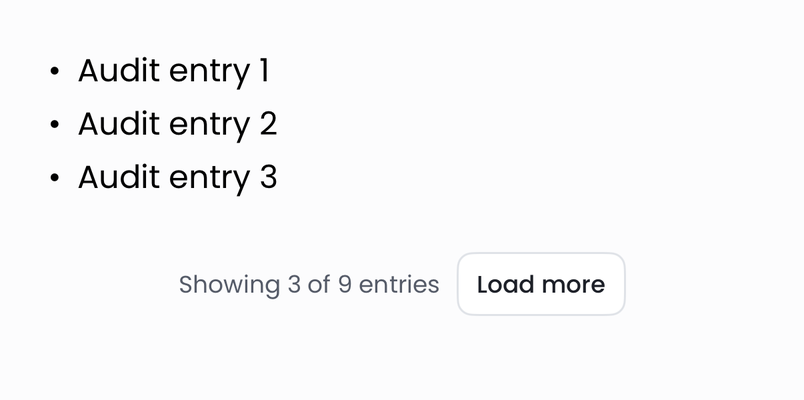 • Audit entry 1
• Audit entry 2
• Audit entry 3
Showing 3 of 9 entries Load more